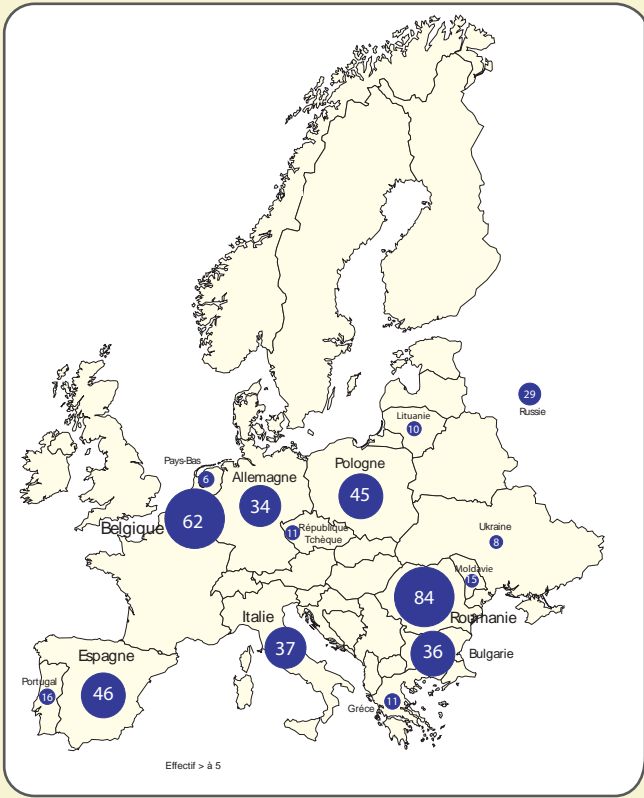 29
Russie
Lituanie
10
Pays-Bas
6
Allemagne
34
Pologne
45
Belgique
62
11
République
Tchèque
Ukraine
8
Moldavie
15
84
Roumanie
Italie
37
36
Bulgarie
Espagne
46
Portugal
16
Gréce
11
Effectif > à 5